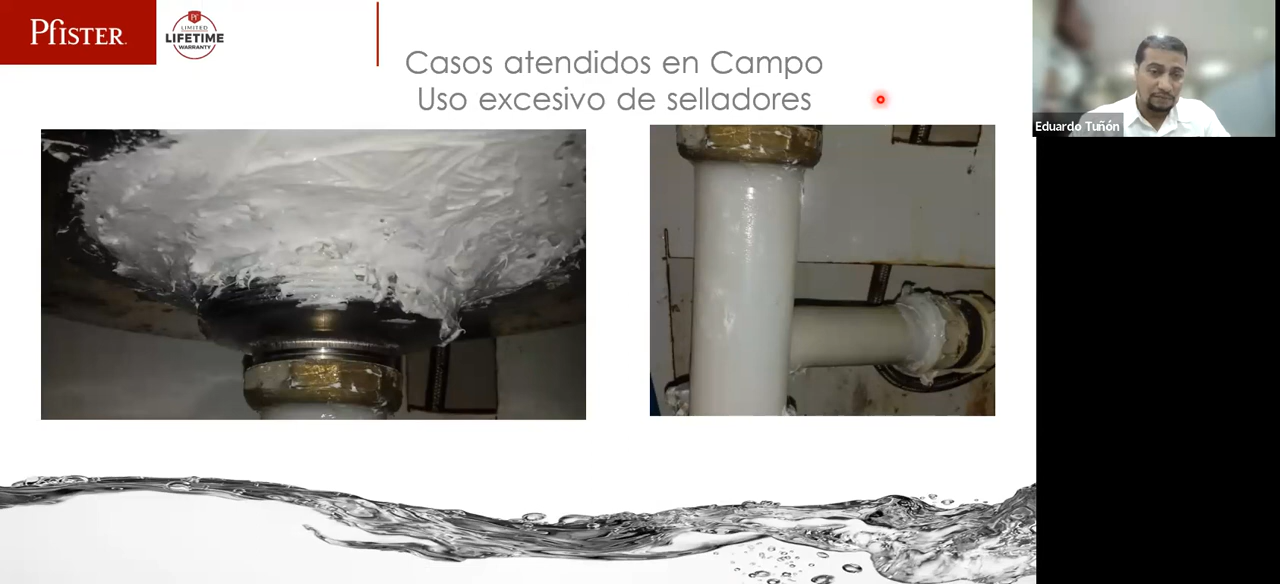 Pfister
LIMITED
LIFETIME
WARRANTY
Casos atendidos en Campo
Uso excesivo de selladores
Eduardo Tuñón